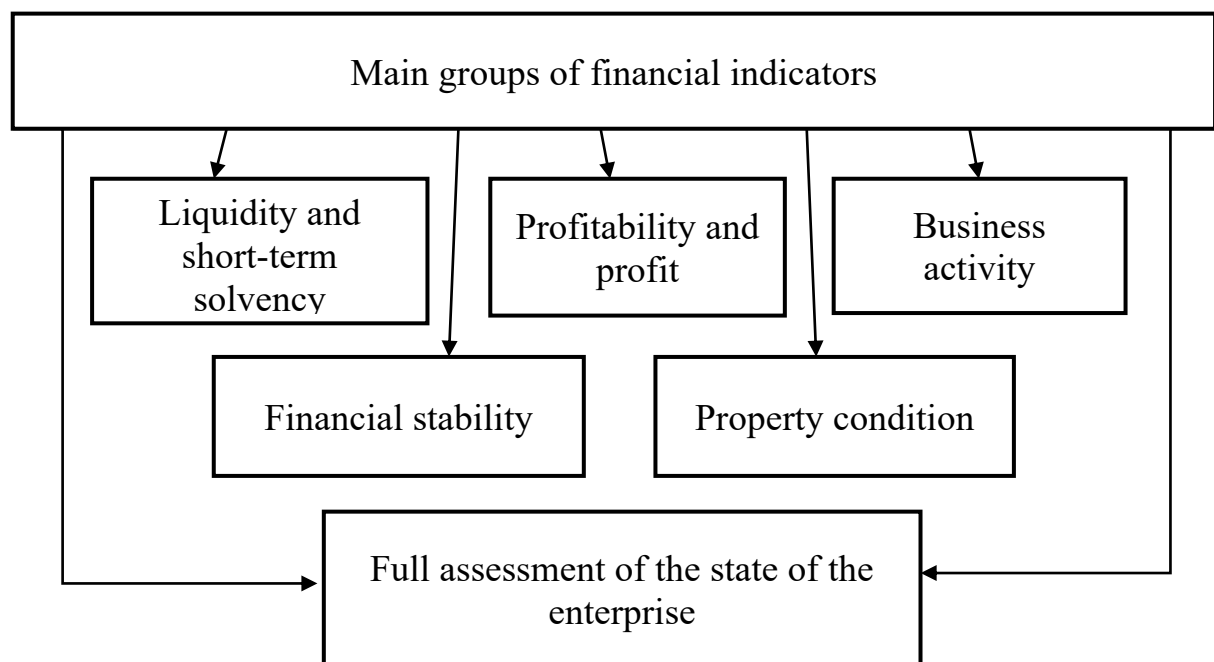 Main groups of financial indicators
Liquidity and
short-term
solvency
Profitability and
profit
Business
activity
Financial stability
Property condition
Full assessment of the state of the
enterprise